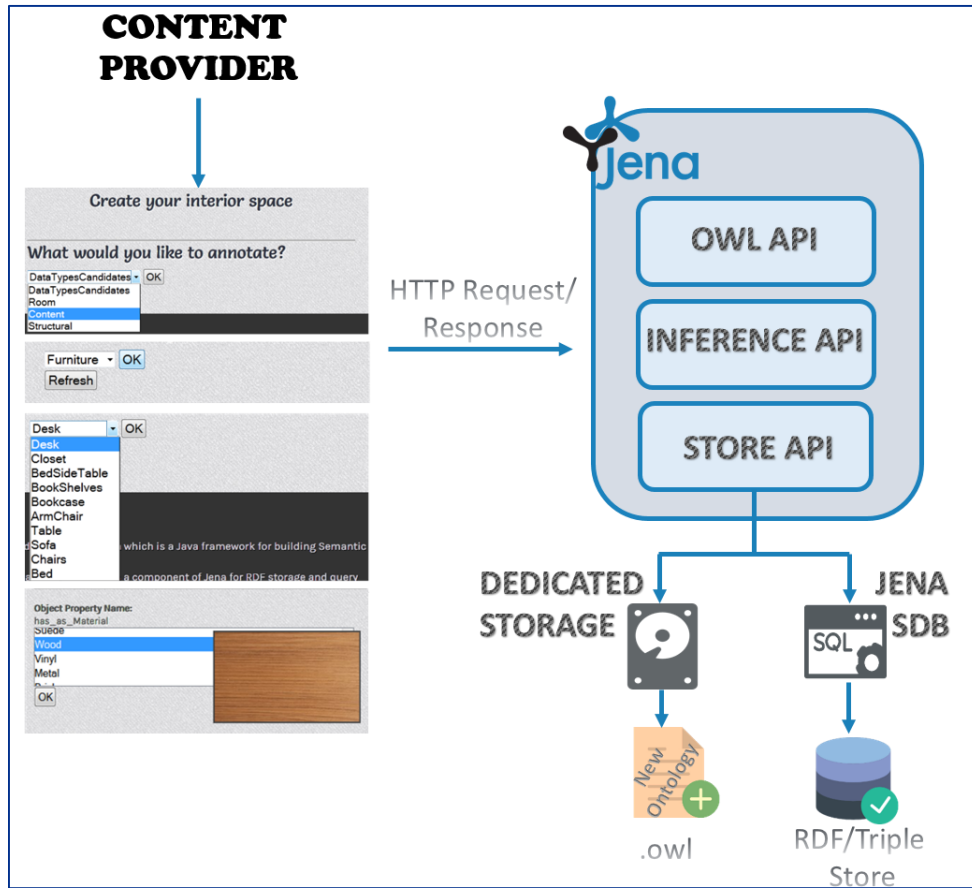 CONTENT
PROVIDER
Create your interior space
What would you like to annotate?
DataTypesCandidates OK
DataTypesCandidates
Room
Content
Structural
Furniture OK
Refresh
Desk OK
Desk
Closet
BedSideTable
BookShelves
Bookcase
ArmChair
Table
Sofa
Chairs
Bed
which is a Java framework for building Semantic
a component of Jena for RDF storage and query
Object Property Name:
has_as_Material
Suede
Wood
Vinyl
Metal
OK
HTTP Request/
Response
Jena
OWL API
INFERENCE API
STORE API
DEDICATED
STORAGE
JENA
SDB
SQL
New
Ontology
.owl
RDF/Triple
Store